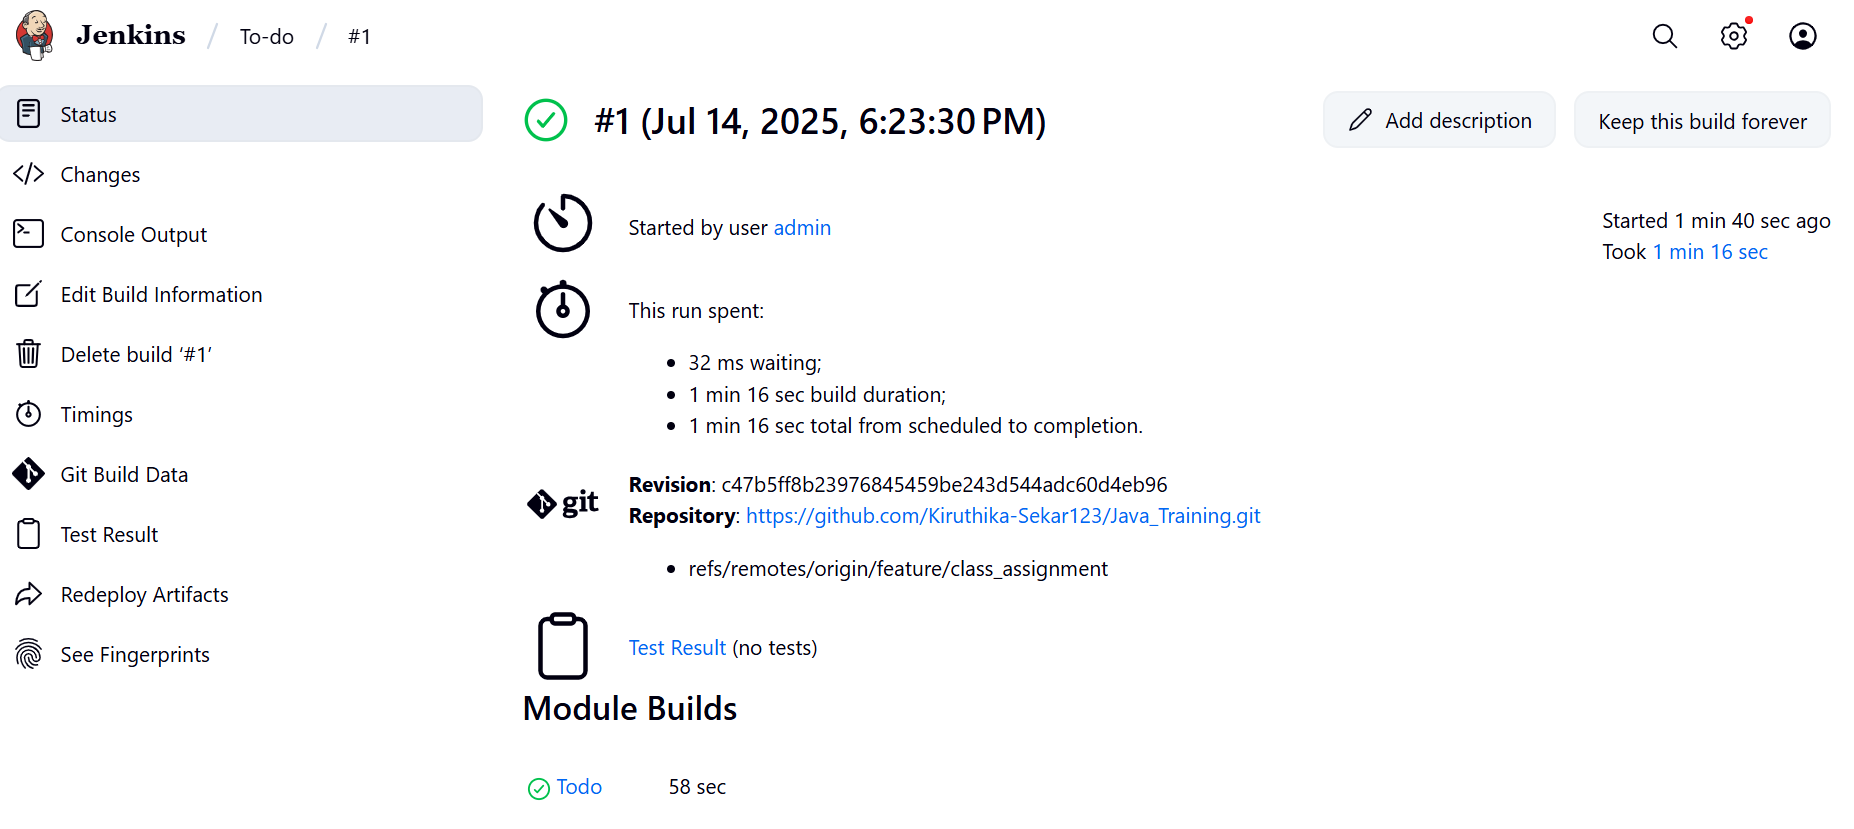 Jenkins / To-do / #1
Status
Changes
Console Output
Edit Build Information
Delete build ‘#1’
Timings
Git Build Data
Test Result
Redeploy Artifacts
See Fingerprints
#1 (Jul 14, 2025, 6:23:30 PM)
Add description
Keep this build forever
Started by user admin
Started 1 min 40 sec ago
Took 1 min 16 sec
This run spent:
• 32 ms waiting;
• 1 min 16 sec build duration;
• 1 min 16 sec total from scheduled to completion.
git
Revision: c47b5ff8b23976845459be243d544adc60d4eb96
Repository: https://github.com/Kiruthika-Sekar123/Java_Training.git
• refs/remotes/origin/feature/class_assignment
Test Result (no tests)
Module Builds
Todo 58 sec